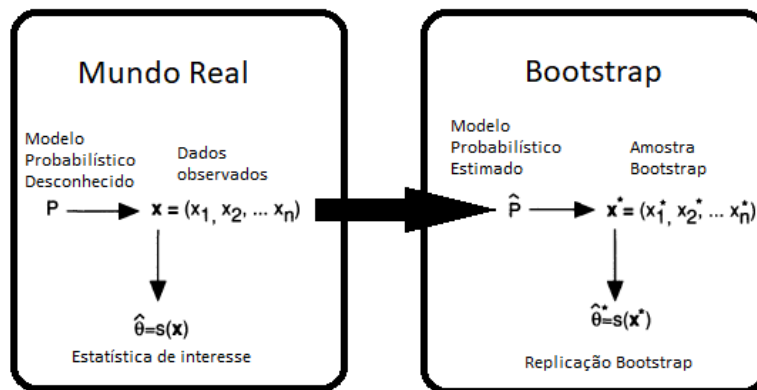 Mundo Real
Modelo
Probabilístico
Desconhecido
Dados
observados
P
x = (x₁, x₂, ... xₙ)
θ̂=s(x)
Estatística de interesse
Bootstrap
Modelo
Probabilístico
Estimado
Amostra
Bootstrap
P̂
x* = (x₁*, x₂*, ... xₙ*)
θ̂*=s(x*)
Replicação Bootstrap